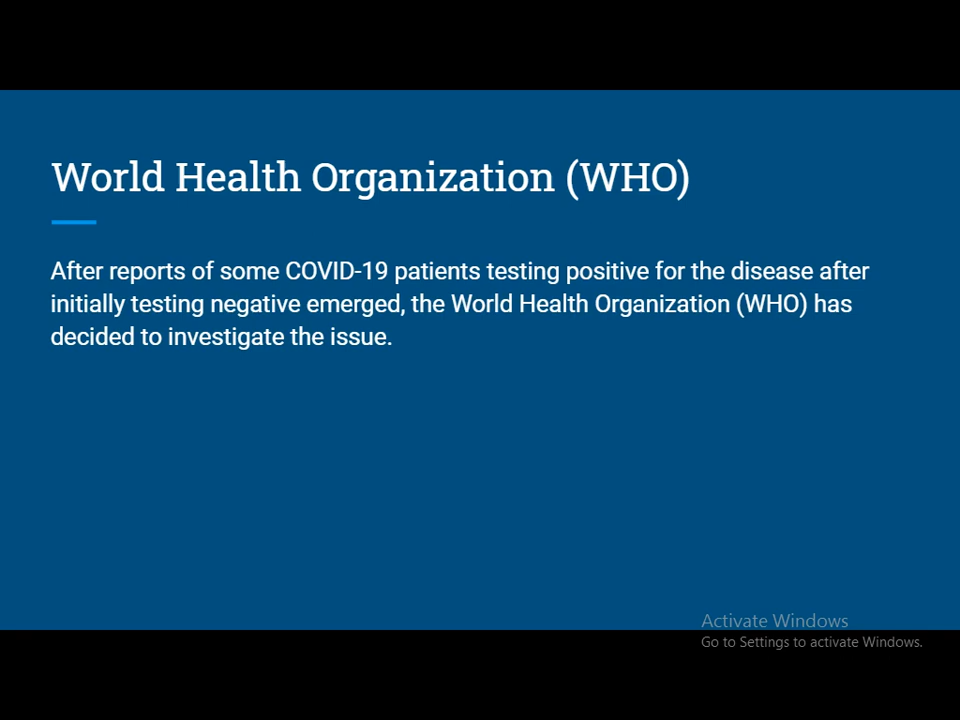 World Health Organization (WHO)
After reports of some COVID-19 patients testing positive for the disease after
initially testing negative emerged, the World Health Organization (WHO) has
decided to investigate the issue.
Activate Windows
Go to Settings to activate Windows.